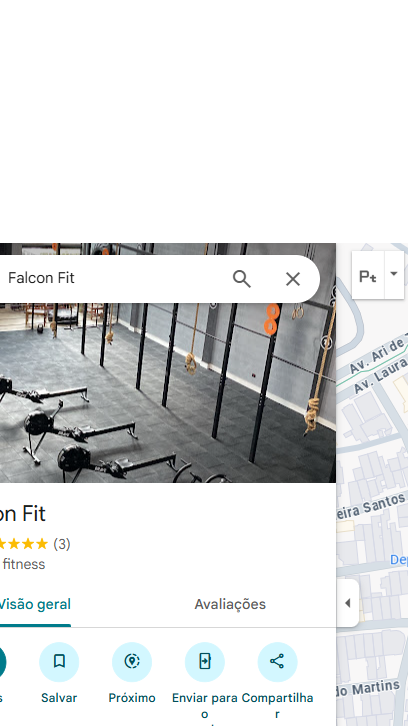 Falcon Fit
Pt
Av. Ari de
Av. Laura
on Fit
(3)
fitness
eira Santos
De
Visão geral
Avaliações
s
Salvar
Próximo
Enviar para o
Compartilhar
do Martins